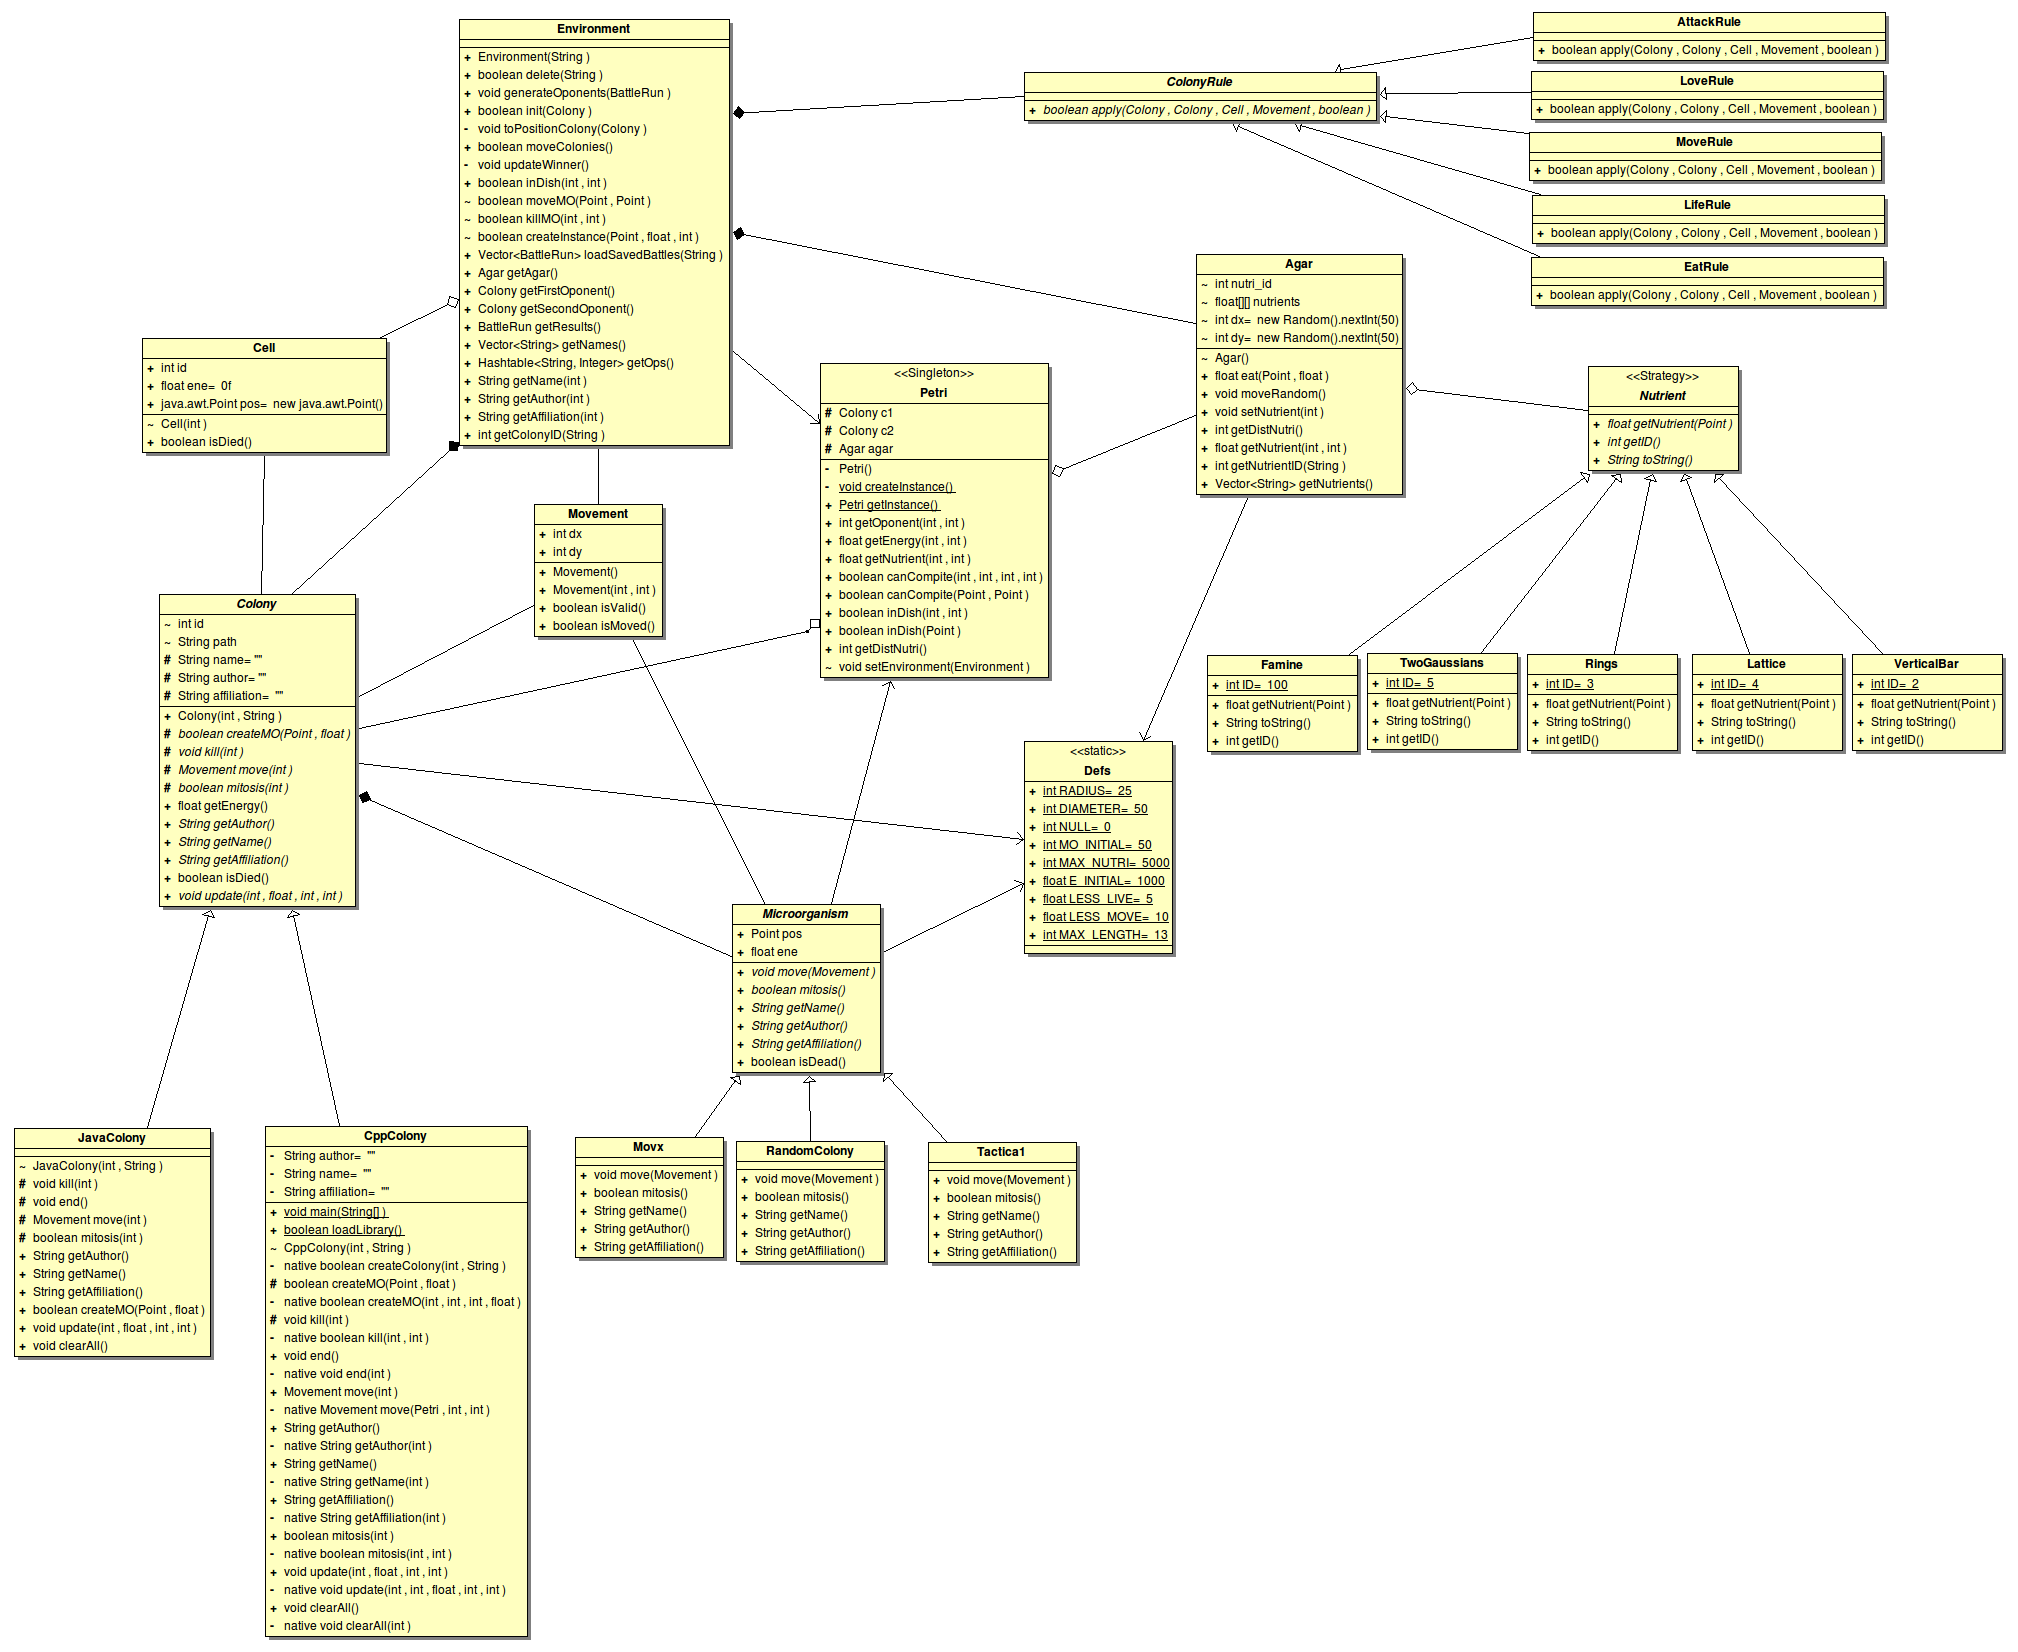 Environment
+ Environment(String )
+ boolean delete(String )
+ void generateOponents(BattleRun )
+ boolean init(Colony )
- void toPositionColony(Colony )
+ boolean moveColonies()
- void updateWinner()
+ boolean inDish(int , int )
~ boolean moveMO(Point , Point )
~ boolean killMO(int , int )
~ boolean createInstance(Point , float , int )
+ Vector<BattleRun> loadSavedBattles(String )
+ Agar getAgar()
+ Colony getFirstOponent()
+ Colony getSecondOponent()
+ BattleRun getResults()
+ Vector<String> getNames()
+ Hashtable<String, Integer> getOps()
+ String getName(int )
+ String getAuthor(int )
+ String getAffiliation(int )
+ int getColonyID(String )
ColonyRule
+ boolean apply(Colony , Colony , Cell , Movement , boolean )
AttackRule
+ boolean apply(Colony , Colony , Cell , Movement , boolean )
LoveRule
+ boolean apply(Colony , Colony , Cell , Movement , boolean )
MoveRule
+ boolean apply(Colony , Colony , Cell , Movement , boolean )
LifeRule
+ boolean apply(Colony , Colony , Cell , Movement , boolean )
EatRule
+ boolean apply(Colony , Colony , Cell , Movement , boolean )
Cell
+ int id
+ float ene= 0f
+ java.awt.Point pos= new java.awt.Point()
~ Cell(int )
+ boolean isDied()
<<Singleton>>
Petri
# Colony c1
# Colony c2
# Agar agar
- Petri()
- void createInstance()
+ Petri getInstance()
+ int getOponent(int , int )
+ float getEnergy(int , int )
+ float getNutrient(int , int )
+ boolean canCompite(int , int , int , int )
+ boolean canCompite(Point , Point )
+ boolean inDish(int , int )
+ boolean inDish(Point )
+ int getDistNutri()
~ void setEnvironment(Environment )
Agar
~ int nutri_id
~ float[][] nutrients
~ int dx= new Random().nextInt(50)
~ int dy= new Random().nextInt(50)
~ Agar()
+ float eat(Point , float )
+ void moveRandom()
+ void setNutrient(int )
+ int getDistNutri()
+ float getNutrient(int , int )
+ int getNutrientID(String )
+ Vector<String> getNutrients()
<<Strategy>>
Nutrient
+ float getNutrient(Point )
+ int getID()
+ String toString()
Movement
+ int dx
+ int dy
+ Movement()
+ Movement(int , int )
+ boolean isValid()
+ boolean isMoved()
Colony
~ int id
~ String path
# String name= ""
# String author= ""
# String affiliation= ""
+ Colony(int , String )
# boolean createMO(Point , float )
# void kill(int )
# Movement move(int )
# boolean mitosis(int )
+ float getEnergy()
+ String getAuthor()
+ String getName()
+ String getAffiliation()
+ boolean isDied()
+ void update(int , float , int , int )
Famine
+ int ID= 100
+ float getNutrient(Point )
+ String toString()
+ int getID()
TwoGaussians
+ int ID= 5
+ float getNutrient(Point )
+ String toString()
+ int getID()
Rings
+ int ID= 3
+ float getNutrient(Point )
+ String toString()
+ int getID()
Lattice
+ int ID= 4
+ float getNutrient(Point )
+ String toString()
+ int getID()
VerticalBar
+ int ID= 2
+ float getNutrient(Point )
+ String toString()
+ int getID()
<<static>>
Defs
+ int RADIUS= 25
+ int DIAMETER= 50
+ int NULL= 0
+ int MO_INITIAL= 50
+ int MAX_NUTRI= 5000
+ float E_INITIAL= 1000
+ float LESS_LIVE= 5
+ float LESS_MOVE= 10
+ int MAX_LENGTH= 13
Microorganism
+ Point pos
+ float ene
+ void move(Movement )
+ boolean mitosis()
+ String getName()
+ String getAuthor()
+ String getAffiliation()
+ boolean isDead()
JavaColony
~ JavaColony(int , String )
# void kill(int )
# void end()
# Movement move(int )
# boolean mitosis(int )
+ String getAuthor()
+ String getName()
+ String getAffiliation()
+ boolean createMO(Point , float )
+ void update(int , float , int , int )
+ void clearAll()
CppColony
- String author= ""
- String name= ""
- String affiliation= ""
+ void main(String[] )
+ boolean loadLibrary()
~ CppColony(int , String )
- native boolean createColony(int , String )
# boolean createMO(Point , float )
- native boolean createMO(int , int , int , float )
# void kill(int )
- native boolean kill(int , int )
+ void end()
- native void end(int )
+ Movement move(int )
- native Movement move(Petri , int , int )
+ String getAuthor()
- native String getAuthor(int )
+ String getName()
- native String getName(int )
+ String getAffiliation()
- native String getAffiliation(int )
+ boolean mitosis(int )
- native boolean mitosis(int , int )
+ void update(int , float , int , int )
- native void update(int , int , float , int , int )
+ void clearAll()
- native void clearAll(int )
Movx
+ void move(Movement )
+ boolean mitosis()
+ String getName()
+ String getAuthor()
+ String getAffiliation()
RandomColony
+ void move(Movement )
+ boolean mitosis()
+ String getName()
+ String getAuthor()
+ String getAffiliation()
Tactica1
+ void move(Movement )
+ boolean mitosis()
+ String getName()
+ String getAuthor()
+ String getAffiliation()